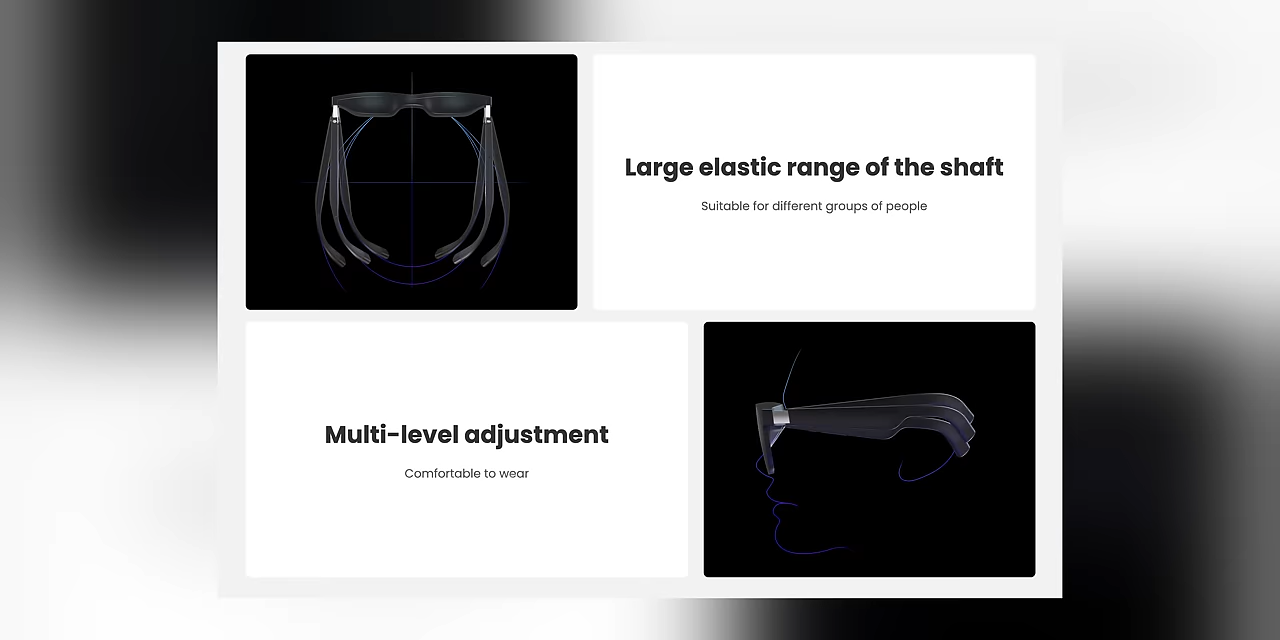 Large elastic range of the shaft
Suitable for different groups of people
Multi-level adjustment
Comfortable to wear